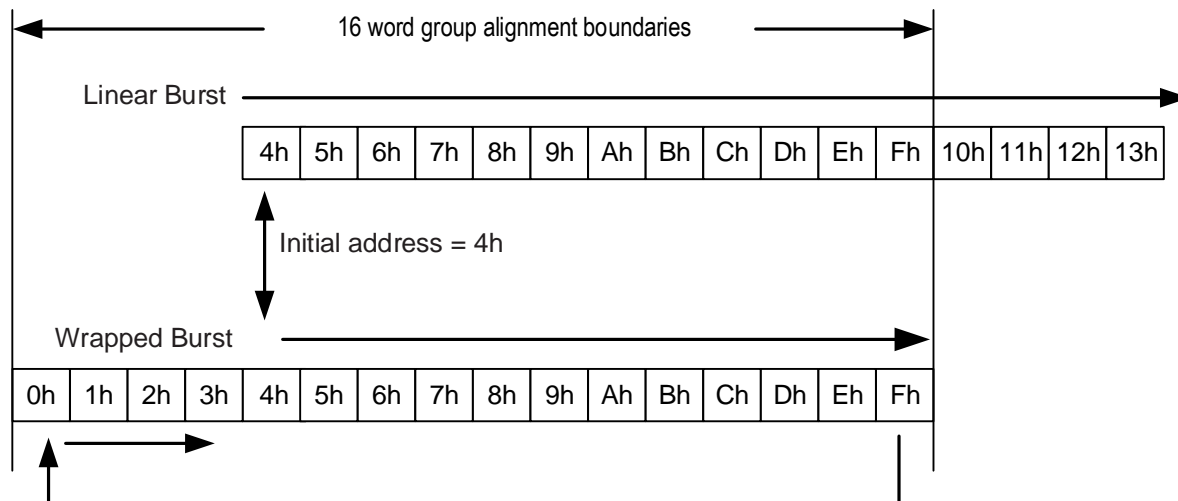 16 word group alignment boundaries
Linear Burst
4h 5h 6h 7h 8h 9h Ah Bh Ch Dh Eh Fh 10h 11h 12h 13h
Initial address = 4h
Wrapped Burst
0h 1h 2h 3h 4h 5h 6h 7h 8h 9h Ah Bh Ch Dh Eh Fh